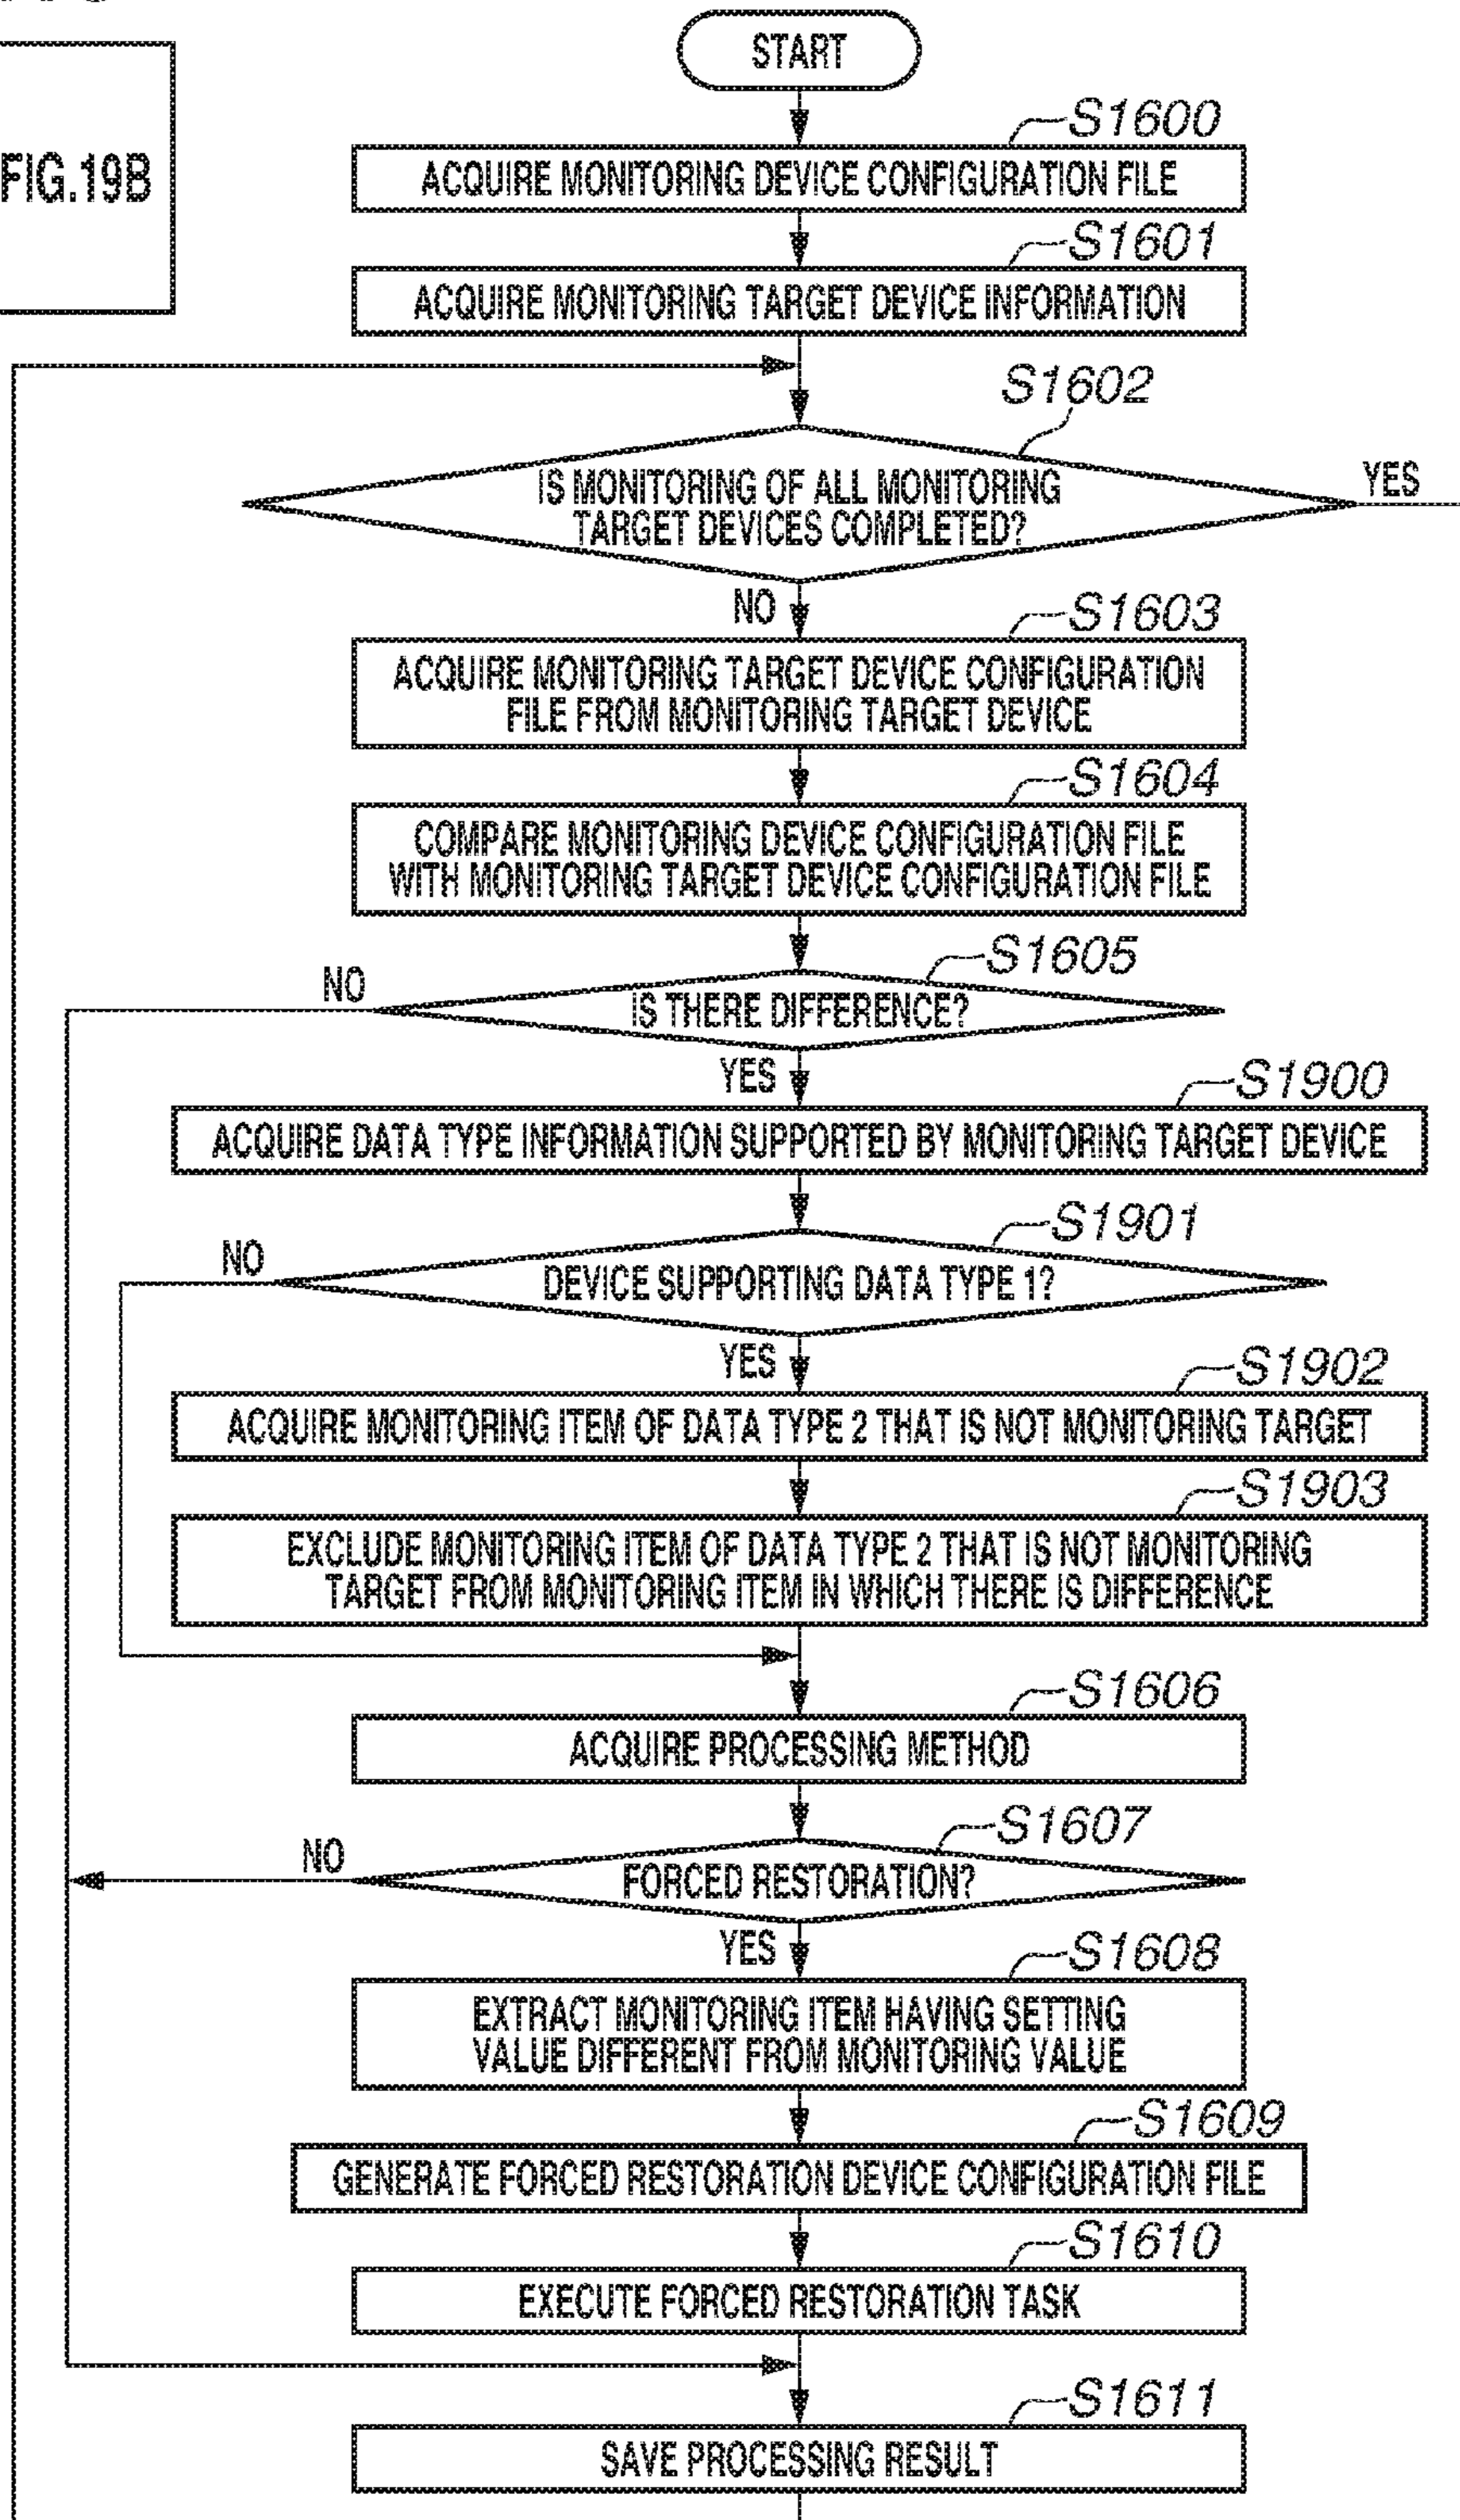 START
FIG.19B
S1600
ACQUIRE MONITORING DEVICE CONFIGURATION FILE
S1601
ACQUIRE MONITORING TARGET DEVICE INFORMATION
S1602
IS MONITORING OF ALL MONITORING
TARGET DEVICES COMPLETED?
YES
NO
S1603
ACQUIRE MONITORING TARGET DEVICE CONFIGURATION
FILE FROM MONITORING TARGET DEVICE
S1604
COMPARE MONITORING DEVICE CONFIGURATION FILE
WITH MONITORING TARGET DEVICE CONFIGURATION FILE
S1605
NO
IS THERE DIFFERENCE?
YES
S1900
ACQUIRE DATA TYPE INFORMATION SUPPORTED BY MONITORING TARGET DEVICE
S1901
NO
DEVICE SUPPORTING DATA TYPE 1?
YES
S1902
ACQUIRE MONITORING ITEM OF DATA TYPE 2 THAT IS NOT MONITORING TARGET
S1903
EXCLUDE MONITORING ITEM OF DATA TYPE 2 THAT IS NOT MONITORING
TARGET FROM MONITORING ITEM IN WHICH THERE IS DIFFERENCE
S1606
ACQUIRE PROCESSING METHOD
S1607
NO
FORCED RESTORATION?
YES
S1608
EXTRACT MONITORING ITEM HAVING SETTING
VALUE DIFFERENT FROM MONITORING VALUE
S1609
GENERATE FORCED RESTORATION DEVICE CONFIGURATION FILE
S1610
EXECUTE FORCED RESTORATION TASK
S1611
SAVE PROCESSING RESULT